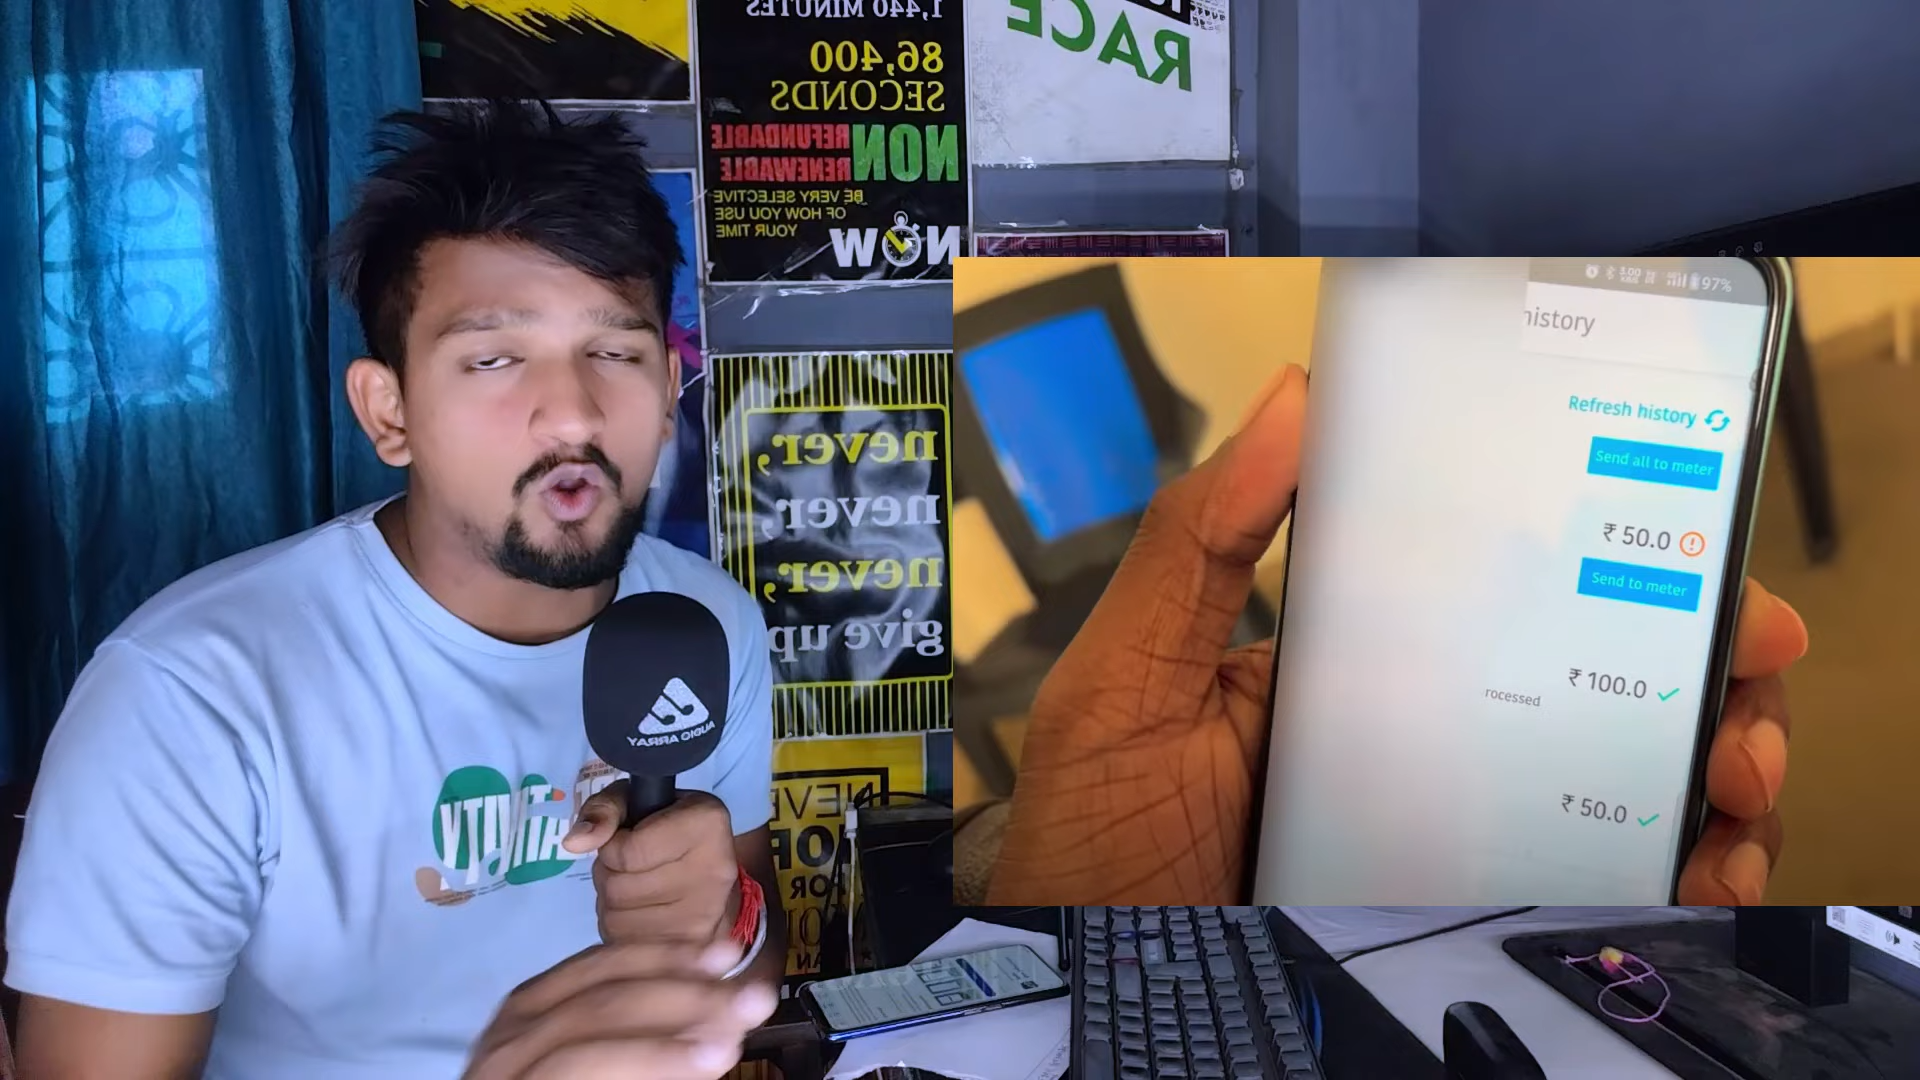 1,440 MINUTES
86,400
SECONDS
NON
REFUNDABLE
RENEWABLE
BE VERY SELECTIVE
OF HOW YOU USE
YOUR TIME
NOW
RACE
never,
never,
never,
give up
AUDIO ARRAY
NEVE
FOR
97%
history
Refresh history
Send all to meter
₹ 50.0
Send to meter
₹ 100.0
rocessed
₹ 50.0